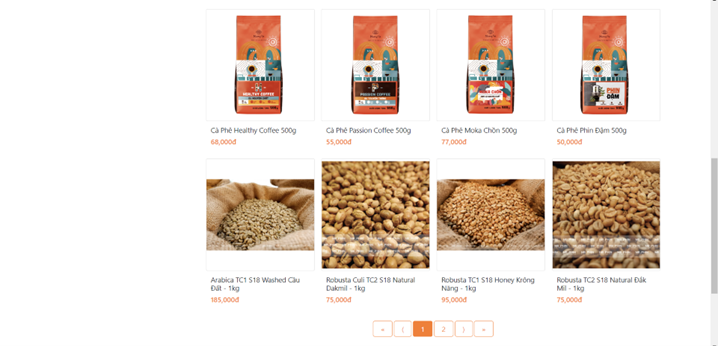 HEALTHY COFFEE
PASSION COFFEE
PHIN
ĐẬM
Cà Phê Healthy Coffee 500g
Cà Phê Passion Coffee 500g
Cà Phê Moka Chồn 500g
Cà Phê Phin Đậm 500g
68,000đ
55,000đ
77,000đ
50,000đ
Arabica TC1 S18 Washed Cầu
Đất - 1kg
Robusta Culi TC2 S18 Natural
Dakmil - 1kg
Robusta TC1 S18 Honey Krông
Năng - 1kg
Robusta TC2 S18 Natural Đắk
Mil - 1kg
185,000đ
75,000đ
95,000đ
75,000đ
« ⟨ 1 2 ⟩ »